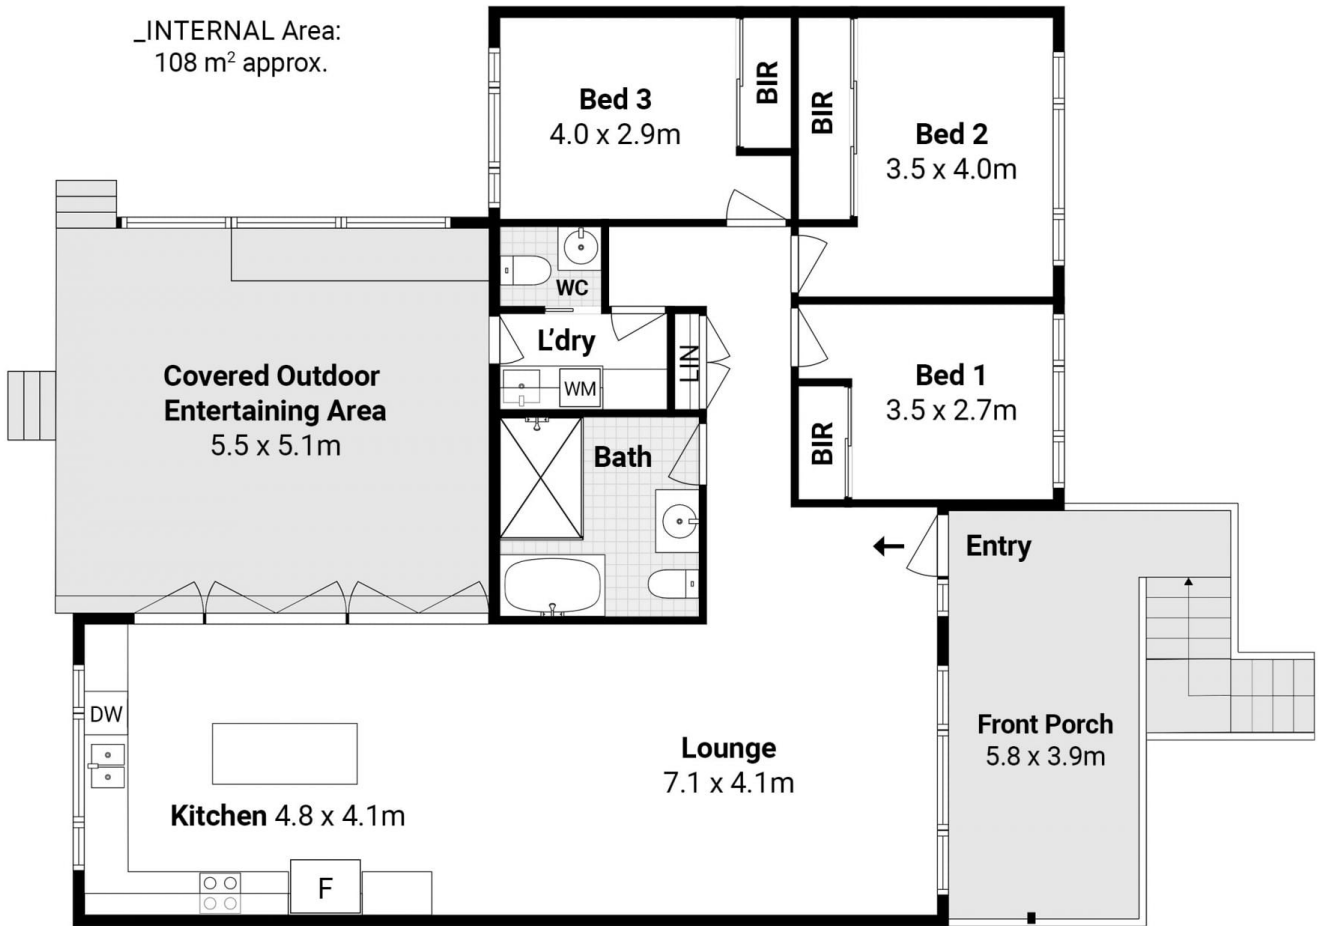 _INTERNAL Area:
108 m² approx.
Bed 3
4.0 x 2.9m
BIR
BIR
Bed 2
3.5 x 4.0m
WC
L'dry
WM
LIN
Covered Outdoor
Entertaining Area
5.5 x 5.1m
Bed 1
3.5 x 2.7m
BIR
Bath
Entry
DW
Kitchen 4.8 x 4.1m
F
Lounge
7.1 x 4.1m
Front Porch
5.8 x 3.9m